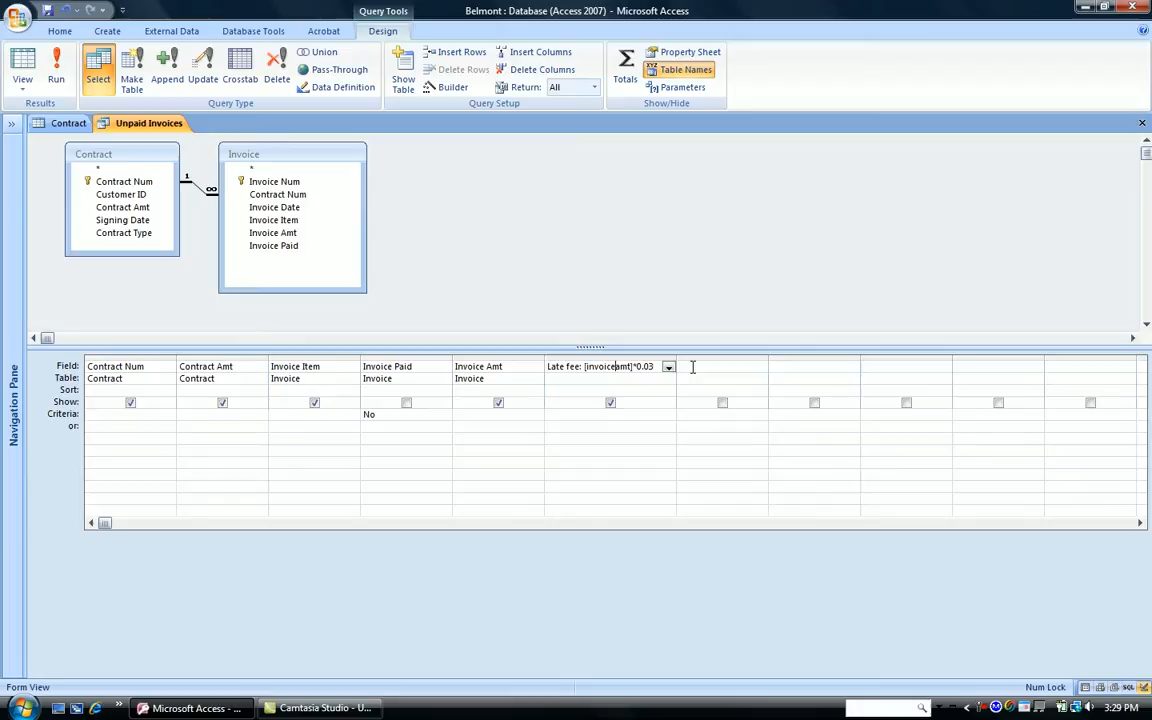 Query Tools
Belmont : Database (Access 2007) - Microsoft Access
Home Create External Data Database Tools Acrobat Design
View
Run
Select
Make Table
Append
Update
Crosstab
Delete
Union
Pass-Through
Data Definition
Show Table
Insert Rows
Delete Rows
Builder
Insert Columns
Delete Columns
Return: All
Totals
Property Sheet
Table Names
Parameters
Results
Query Type
Query Setup
Show/Hide
Contract
Unpaid Invoices
Contract
*
Contract Num
Customer ID
Contract Amt
Signing Date
Contract Type
1
∞
Invoice
*
Invoice Num
Contract Num
Invoice Date
Invoice Item
Invoice Amt
Invoice Paid
Navigation Pane
Field: Contract Num Contract Amt Invoice Item Invoice Paid Invoice Amt Late fee: [invoiceamt]*0.03
Table: Contract Contract Invoice Invoice Invoice
Sort:
Show:
Criteria: No
or:
Form View
Num Lock
SQL
Microsoft Access - ...
Camtasia Studio - U...
3:29 PM